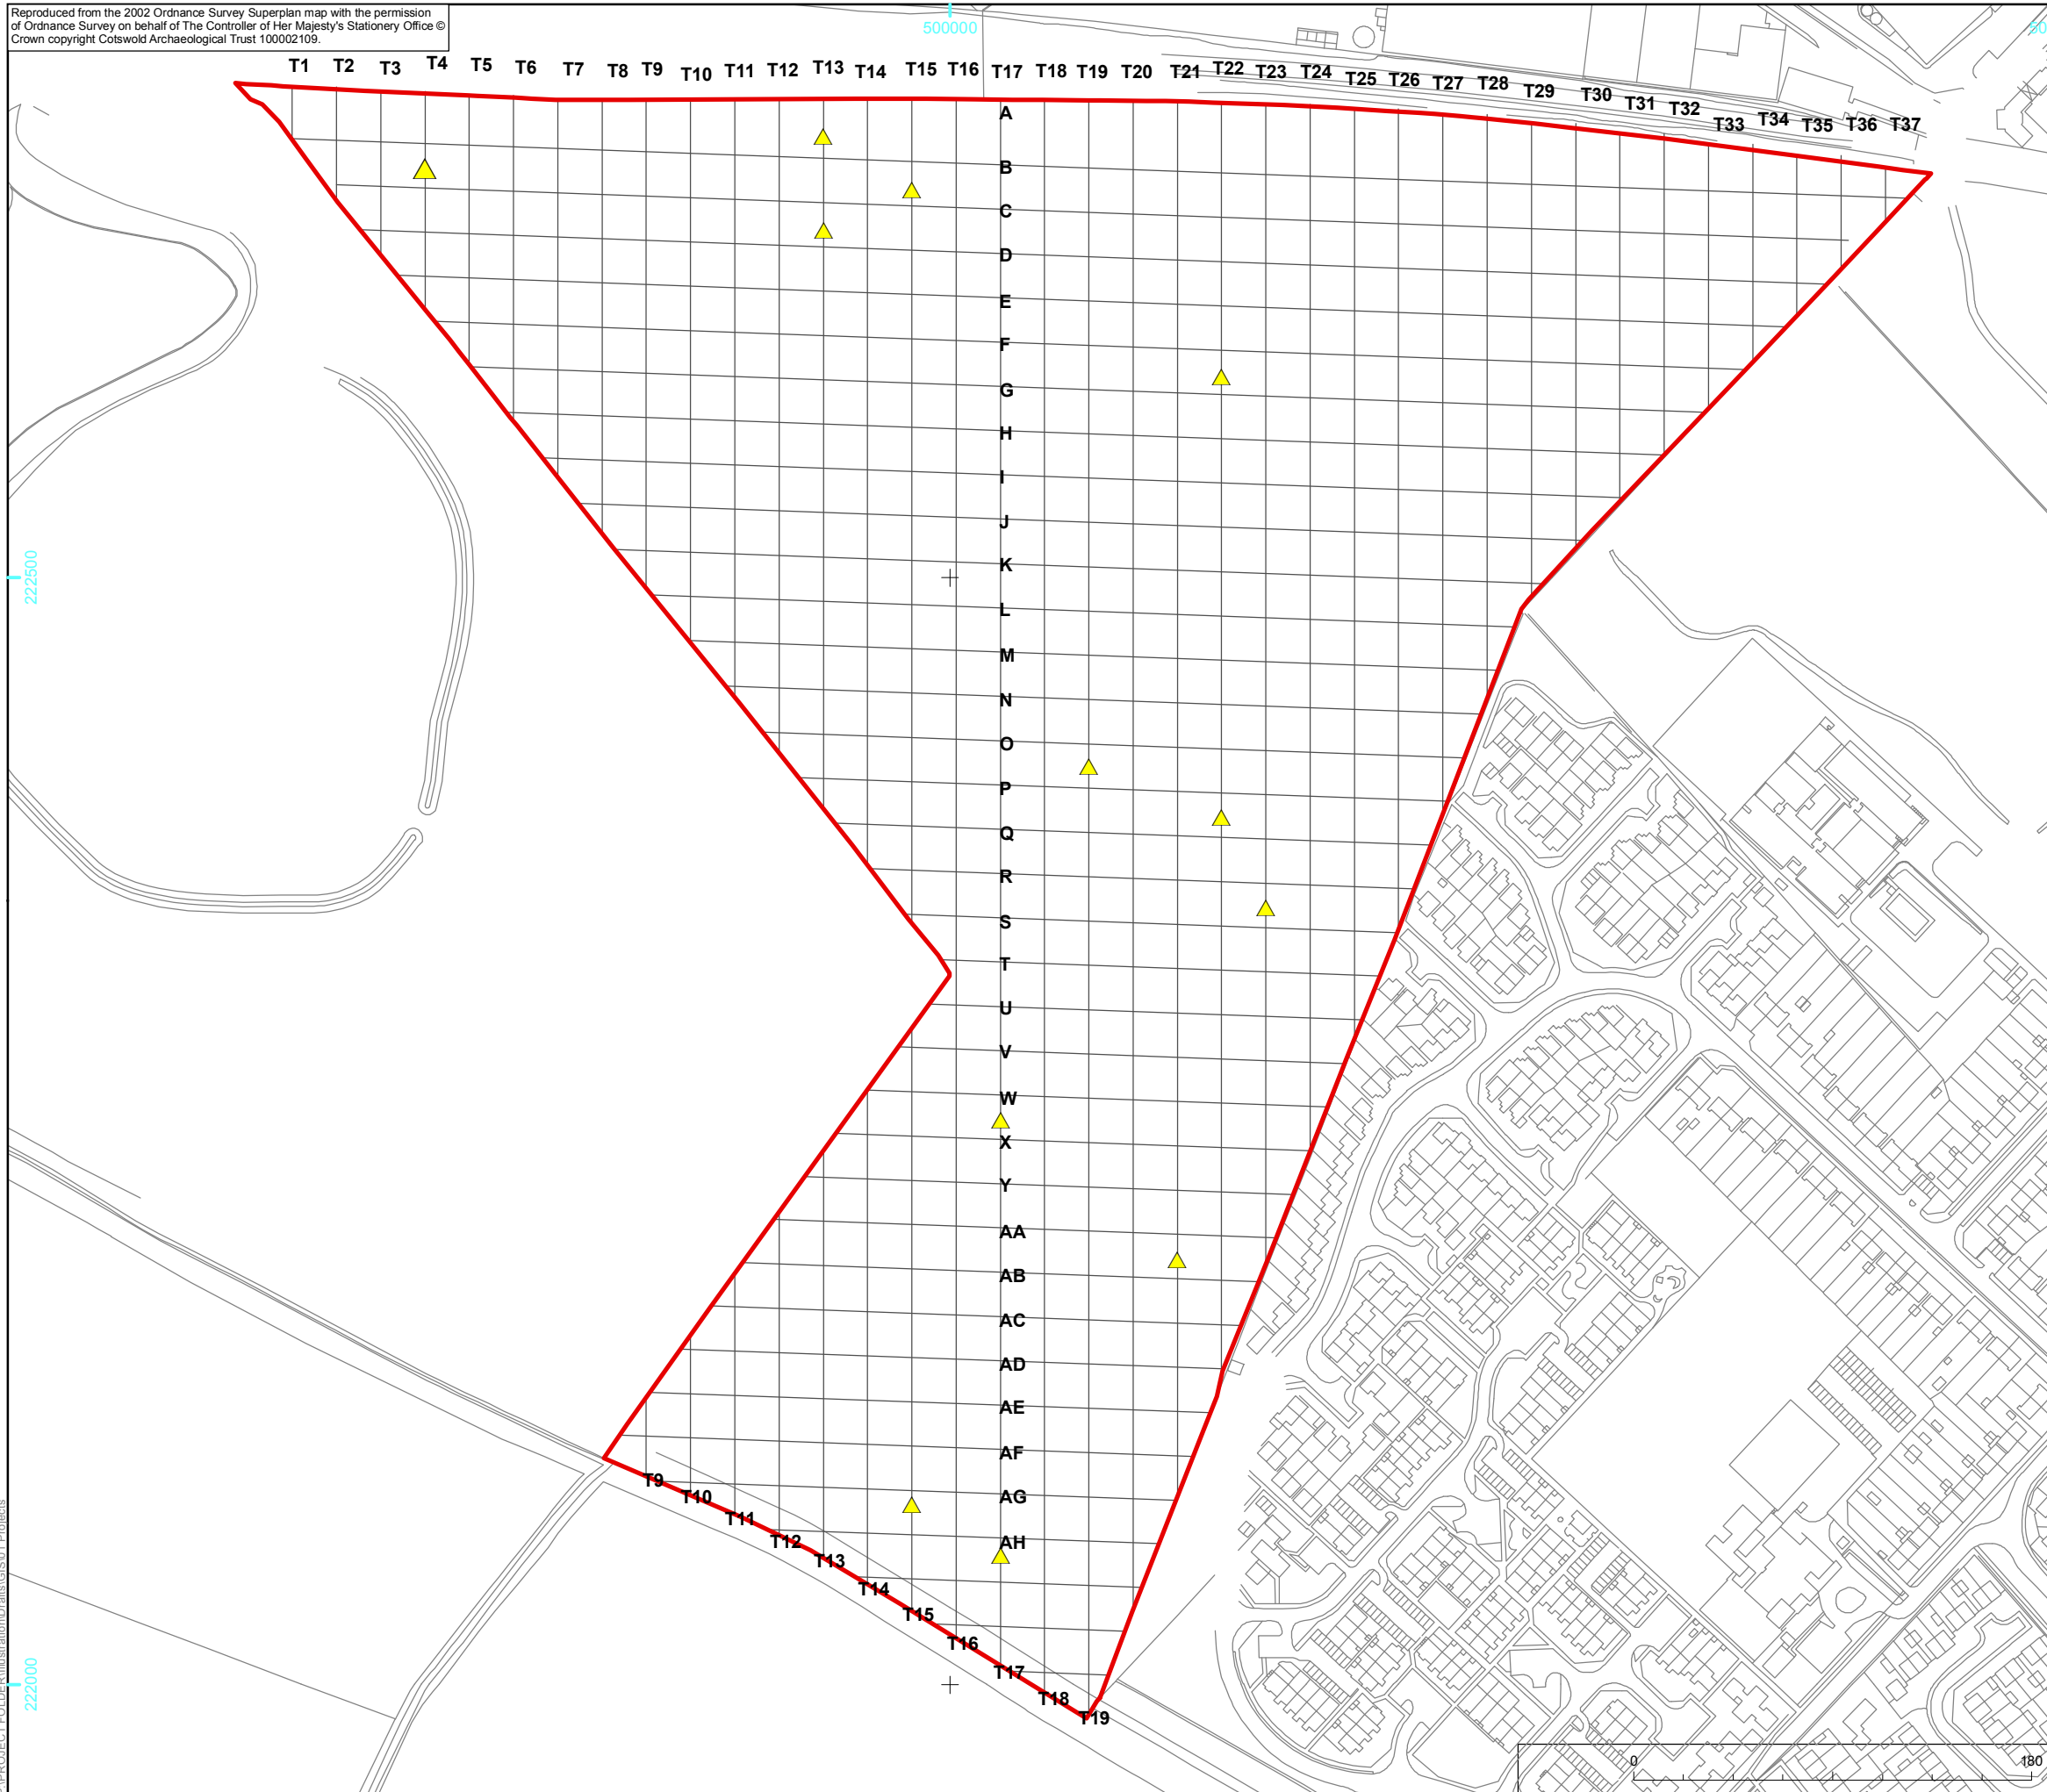 Reproduced from the 2002 Ordnance Survey Superplan map with the permission
of Ordnance Survey on behalf of The Controller of Her Majesty's Stationery Office ©
Crown copyright Cotswold Archaeological Trust 100002109.
500000
T1 T2 T3 T4 T5 T6 T7 T8 T9 T10 T11 T12 T13 T14 T15 T16 T17 T18 T19 T20 T21 T22 T23 T24 T25 T26 T27 T28 T29 T30 T31 T32 T33 T34 T35 T36 T37
A
B
C
D
E
F
G
H
I
J
K
222500
L
M
N
O
P
Q
R
S
T
U
V
W
X
Y
AA
AB
AC
AD
AE
AF
AG
AH
T9
T10
T11
T12
T13
T14
T15
T16
T17
T18
T19
222000
0 180